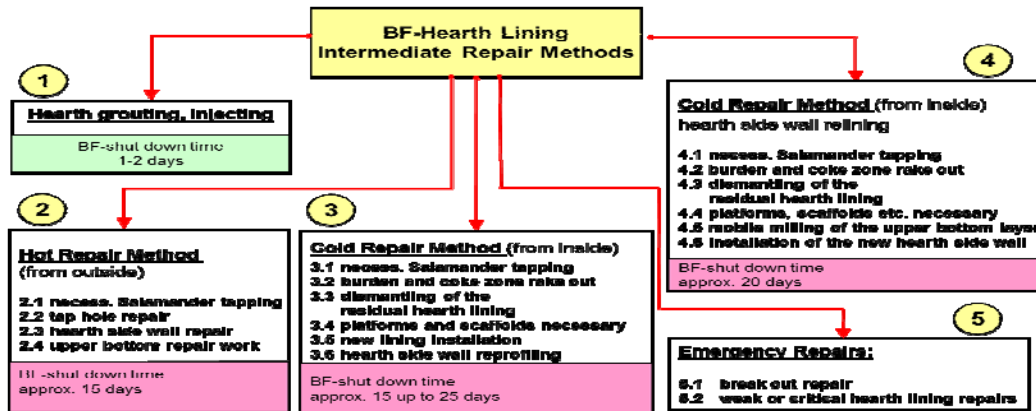 BF-Hearth Lining
Intermediate Repair Methods
1
Hearth grouting, injecting
BF-shut down time
1-2 days
2
Hot Repair Method
(from outside)
2.1 necess. Salamander tapping
2.2 tap hole repair
2.3 hearth side wall repair
2.4 upper bottom repair work
BF-shut down time
approx. 15 days
3
Cold Repair Method (from inside)
3.1 necess. Salamander tapping
3.2 burden and coke zone rake out
3.3 dismantling of the
residual hearth lining
3.4 platforms and scaffolds necessary
3.5 new lining installation
3.6 hearth side wall reprofiling
BF-shut down time
approx. 15 up to 25 days
4
Cold Repair Method (from inside)
hearth side wall relining
4.1 necess. Salamander tapping
4.2 burden and coke zone rake out
4.3 dismantling of the
residual hearth lining
4.4 platforms, scaffolds etc. necessary
4.5 mobile milling of the upper bottom layer
4.6 installation of the new hearth side wall
BF-shut down time
approx. 20 days
5
Emergency Repairs:
5.1 break out repair
5.2 weak or critical hearth lining repairs